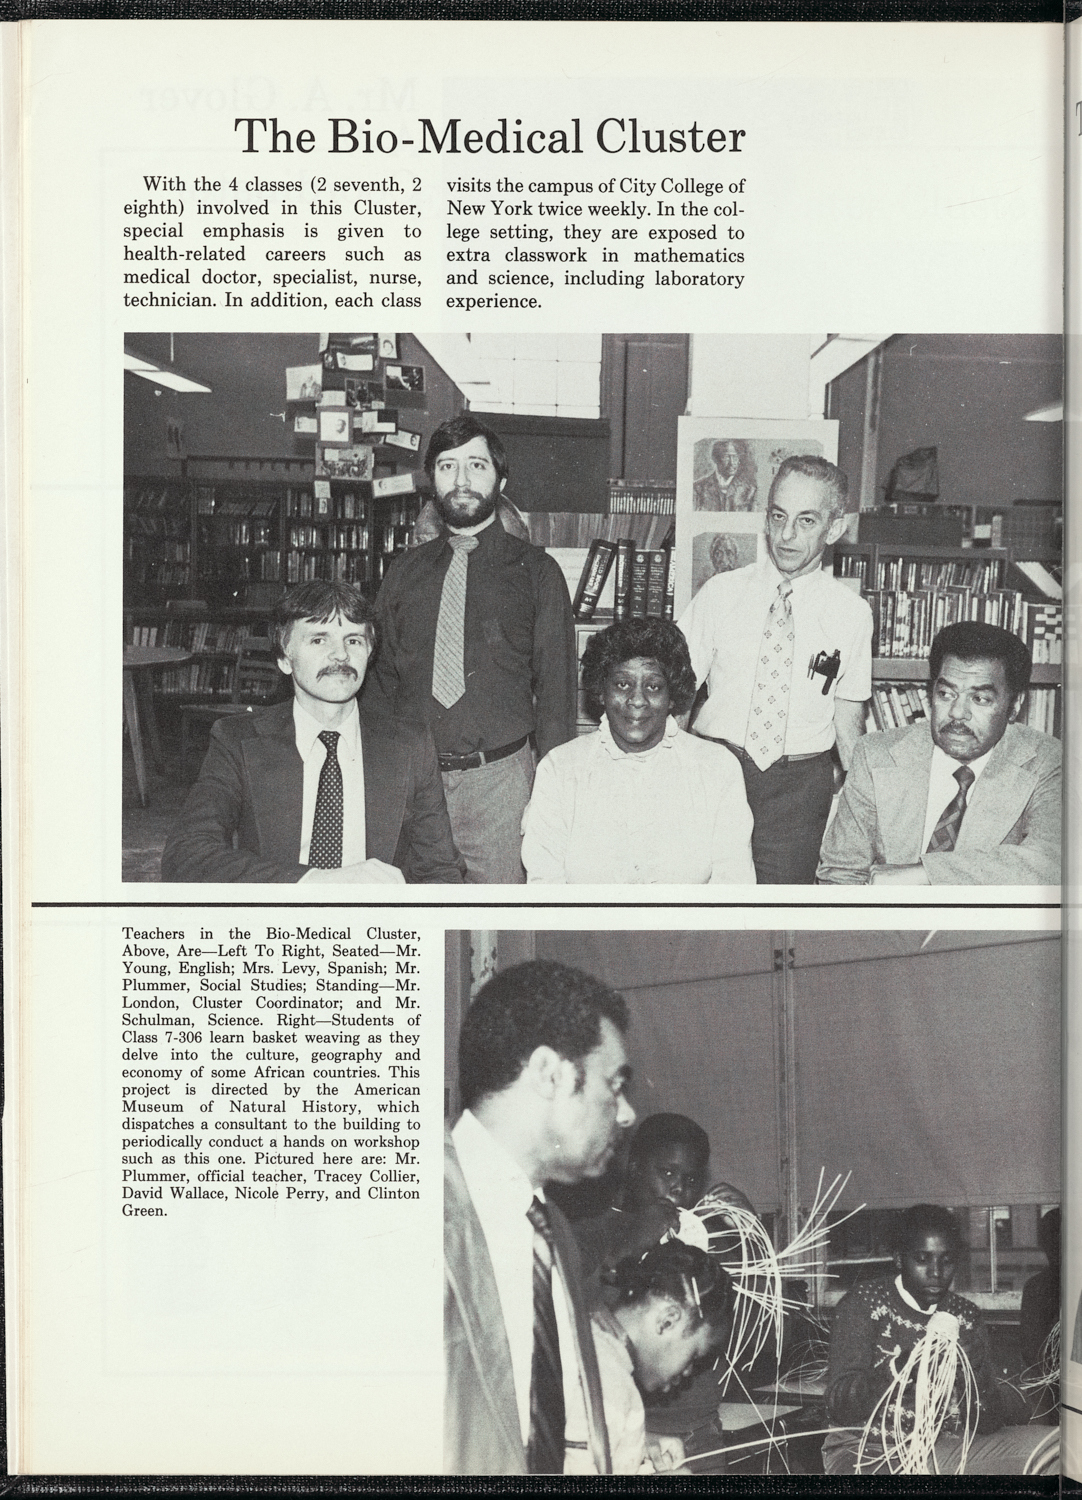 The Bio-Medical Cluster
With the 4 classes (2 seventh, 2
eighth) involved in this Cluster,
special emphasis is given to
health-related careers such as
medical doctor, specialist, nurse,
technician. In addition, each class
visits the campus of City College of
New York twice weekly. In the col-
lege setting, they are exposed to
extra classwork in mathematics
and science, including laboratory
experience.
Teachers in the Bio-Medical Cluster,
Above, Are—Left To Right, Seated—Mr.
Young, English; Mrs. Levy, Spanish; Mr.
Plummer, Social Studies; Standing—Mr.
London, Cluster Coordinator; and Mr.
Schulman, Science. Right—Students of
Class 7-306 learn basket weaving as they
delve into the culture, geography and
economy of some African countries. This
project is directed by the American
Museum of Natural History, which
dispatches a consultant to the building to
periodically conduct a hands on workshop
such as this one. Pictured here are: Mr.
Plummer, official teacher, Tracey Collier,
David Wallace, Nicole Perry, and Clinton
Green.